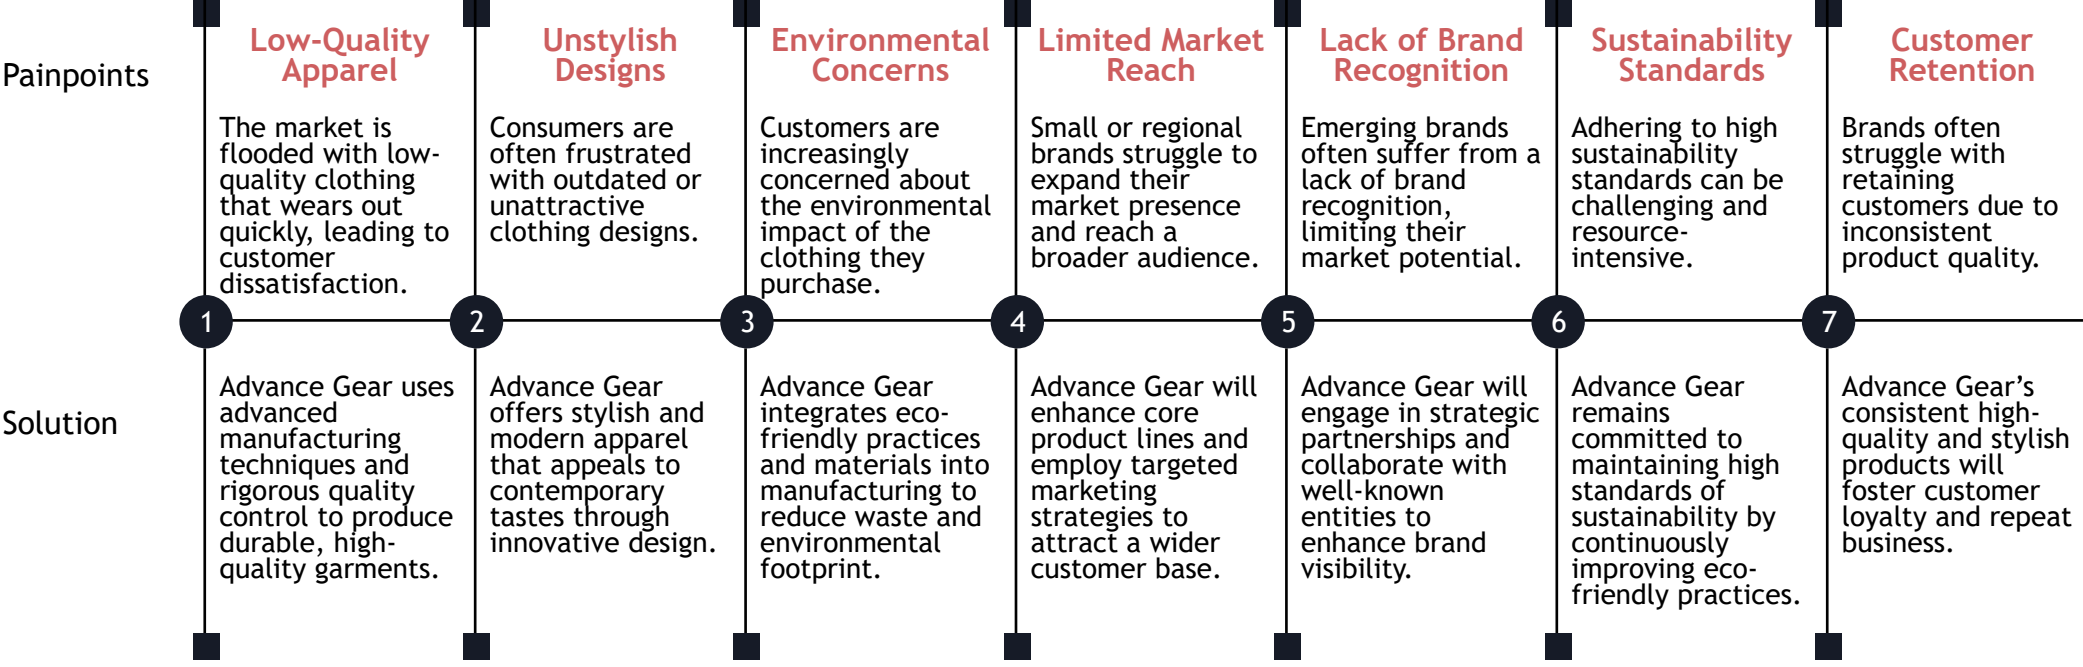 Painpoints
Low-Quality
Apparel
The market is
flooded with low-
quality clothing
that wears out
quickly, leading to
customer
dissatisfaction.
Unstylish
Designs
Consumers are
often frustrated
with outdated or
unattractive
clothing designs.
Environmental
Concerns
Customers are
increasingly
concerned about
the environmental
impact of the
clothing they
purchase.
Limited Market
Reach
Small or regional
brands struggle to
expand their
market presence
and reach a
broader audience.
Lack of Brand
Recognition
Emerging brands
often suffer from a
lack of brand
recognition,
limiting their
market potential.
Sustainability
Standards
Adhering to high
sustainability
standards can be
challenging and
resource-
intensive.
Customer
Retention
Brands often
struggle with
retaining
customers due to
inconsistent
product quality.
1
2
3
4
5
6
7
Solution
Advance Gear uses
advanced
manufacturing
techniques and
rigorous quality
control to produce
durable, high-
quality garments.
Advance Gear
offers stylish and
modern apparel
that appeals to
contemporary
tastes through
innovative design.
Advance Gear
integrates eco-
friendly practices
and materials into
manufacturing to
reduce waste and
environmental
footprint.
Advance Gear will
enhance core
product lines and
employ targeted
marketing
strategies to
attract a wider
customer base.
Advance Gear will
engage in strategic
partnerships and
collaborate with
well-known
entities to
enhance brand
visibility.
Advance Gear
remains
committed to
maintaining high
standards of
sustainability by
continuously
improving eco-
friendly practices.
Advance Gear’s
consistent high-
quality and stylish
products will
foster customer
loyalty and repeat
business.